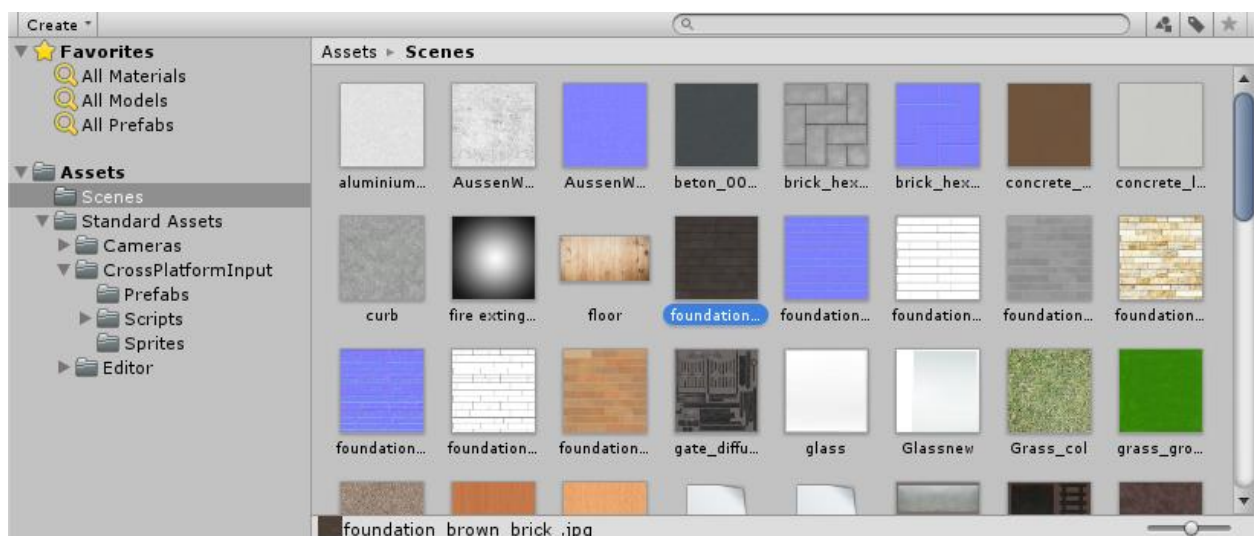 Create
Favorites
All Materials
All Models
All Prefabs
Assets
Scenes
Standard Assets
Cameras
CrossPlatformInput
Prefabs
Scripts
Sprites
Editor
Assets ▸ Scenes
aluminium... AussenW... AussenW... beton_00... brick_hex... brick_hex... concrete_... concrete_l...
curb fire exting... floor foundation... foundation... foundation... foundation... foundation...
foundation... foundation... foundation... gate_diffu... glass Glassnew Grass_col grass_gro...
foundation_brown_brick_.jpg